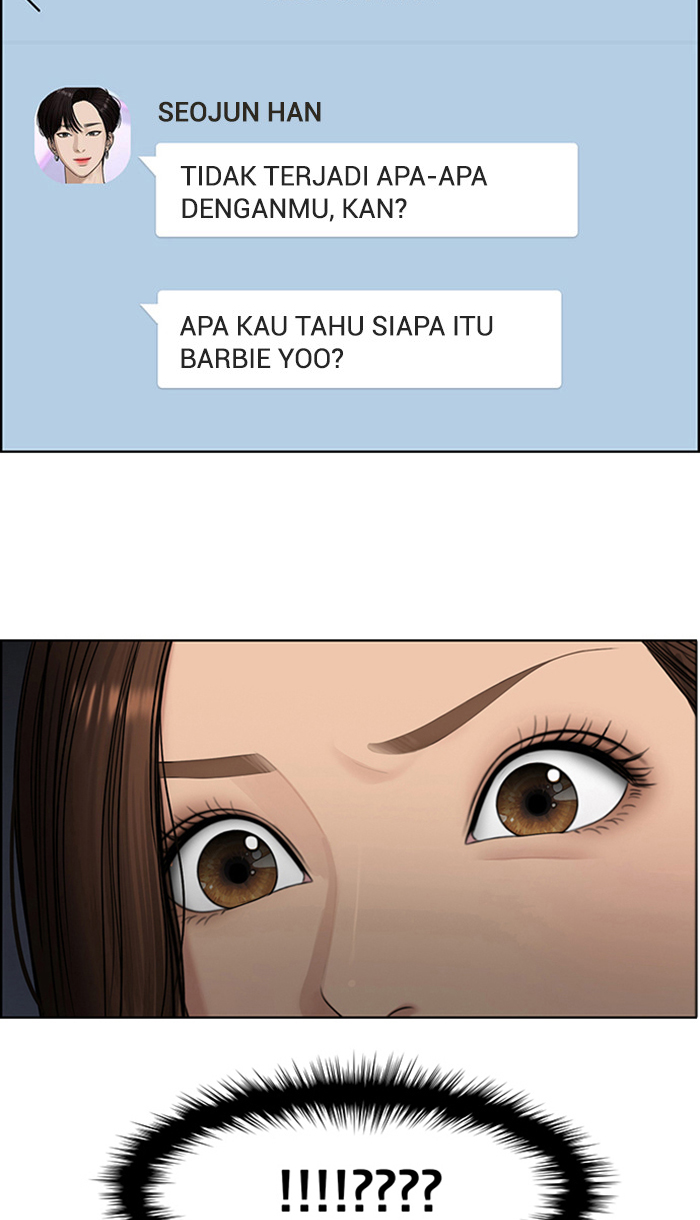 SEOJUN HAN
TIDAK TERJADI APA-APA
DENGANMU, KAN?
APA KAU TAHU SIAPA ITU
BARBIE YOO?
!!!!????